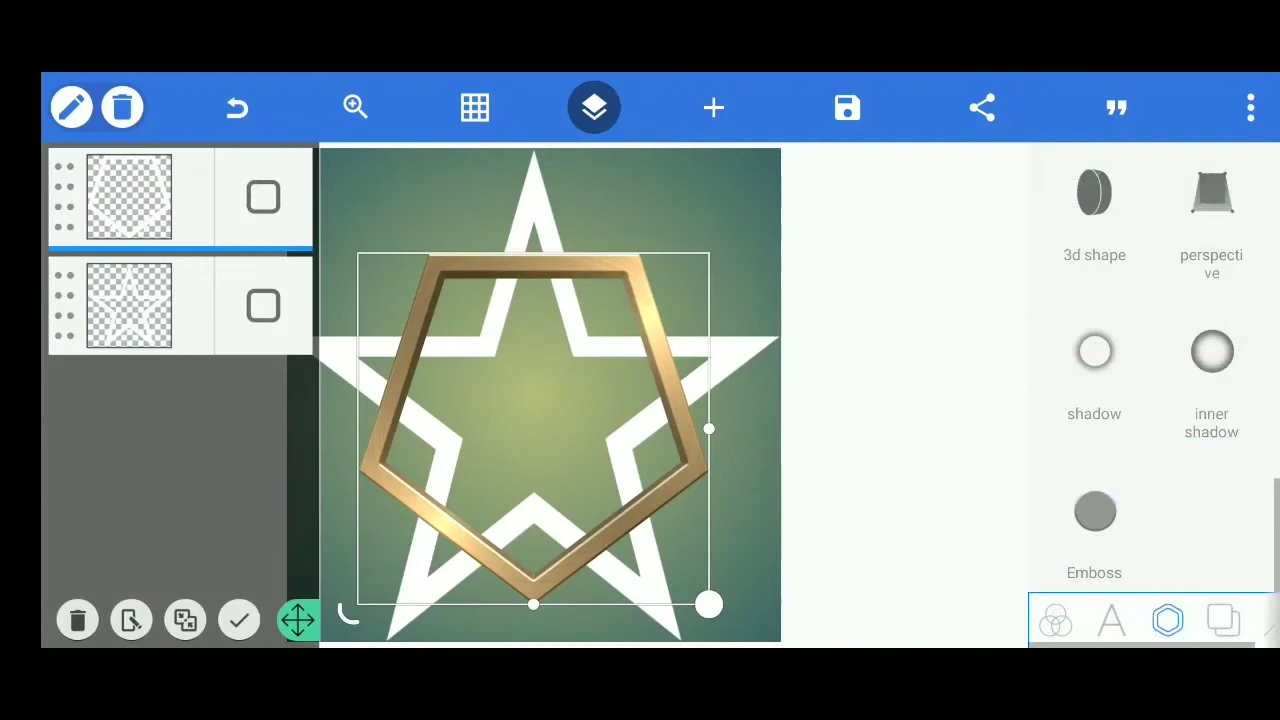 3d shape
perspecti
ve
shadow
inner
shadow
Emboss